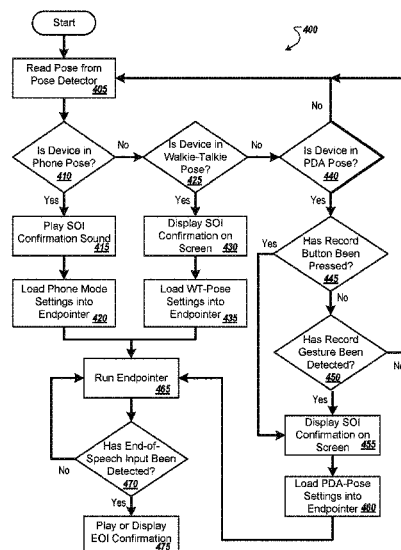 Start
400
Read Pose from
Pose Detector
405
No
Is Device in
Phone Pose?
410
No
Is Device in
Walkie-Talkie
Pose?
425
No
Is Device in
PDA Pose?
440
Yes
Yes
Yes
Play SOI
Confirmation Sound
415
Display SOI
Confirmation on
Screen
430
Yes
Has Record
Button Been
Pressed?
445
Load Phone Mode
Settings into
Endpointer
420
Load WT-Pose
Settings into
Endpointer
435
No
Has Record
Gesture Been
Detected?
450
No
Run Endpointer
465
Yes
Display SOI
Confirmation on
Screen
455
Has End-of-
Speech Input Been
Detected?
470
No
Load PDA-Pose
Settings into
Endpointer
460
Yes
Play or Display
EOI Confirmation
475